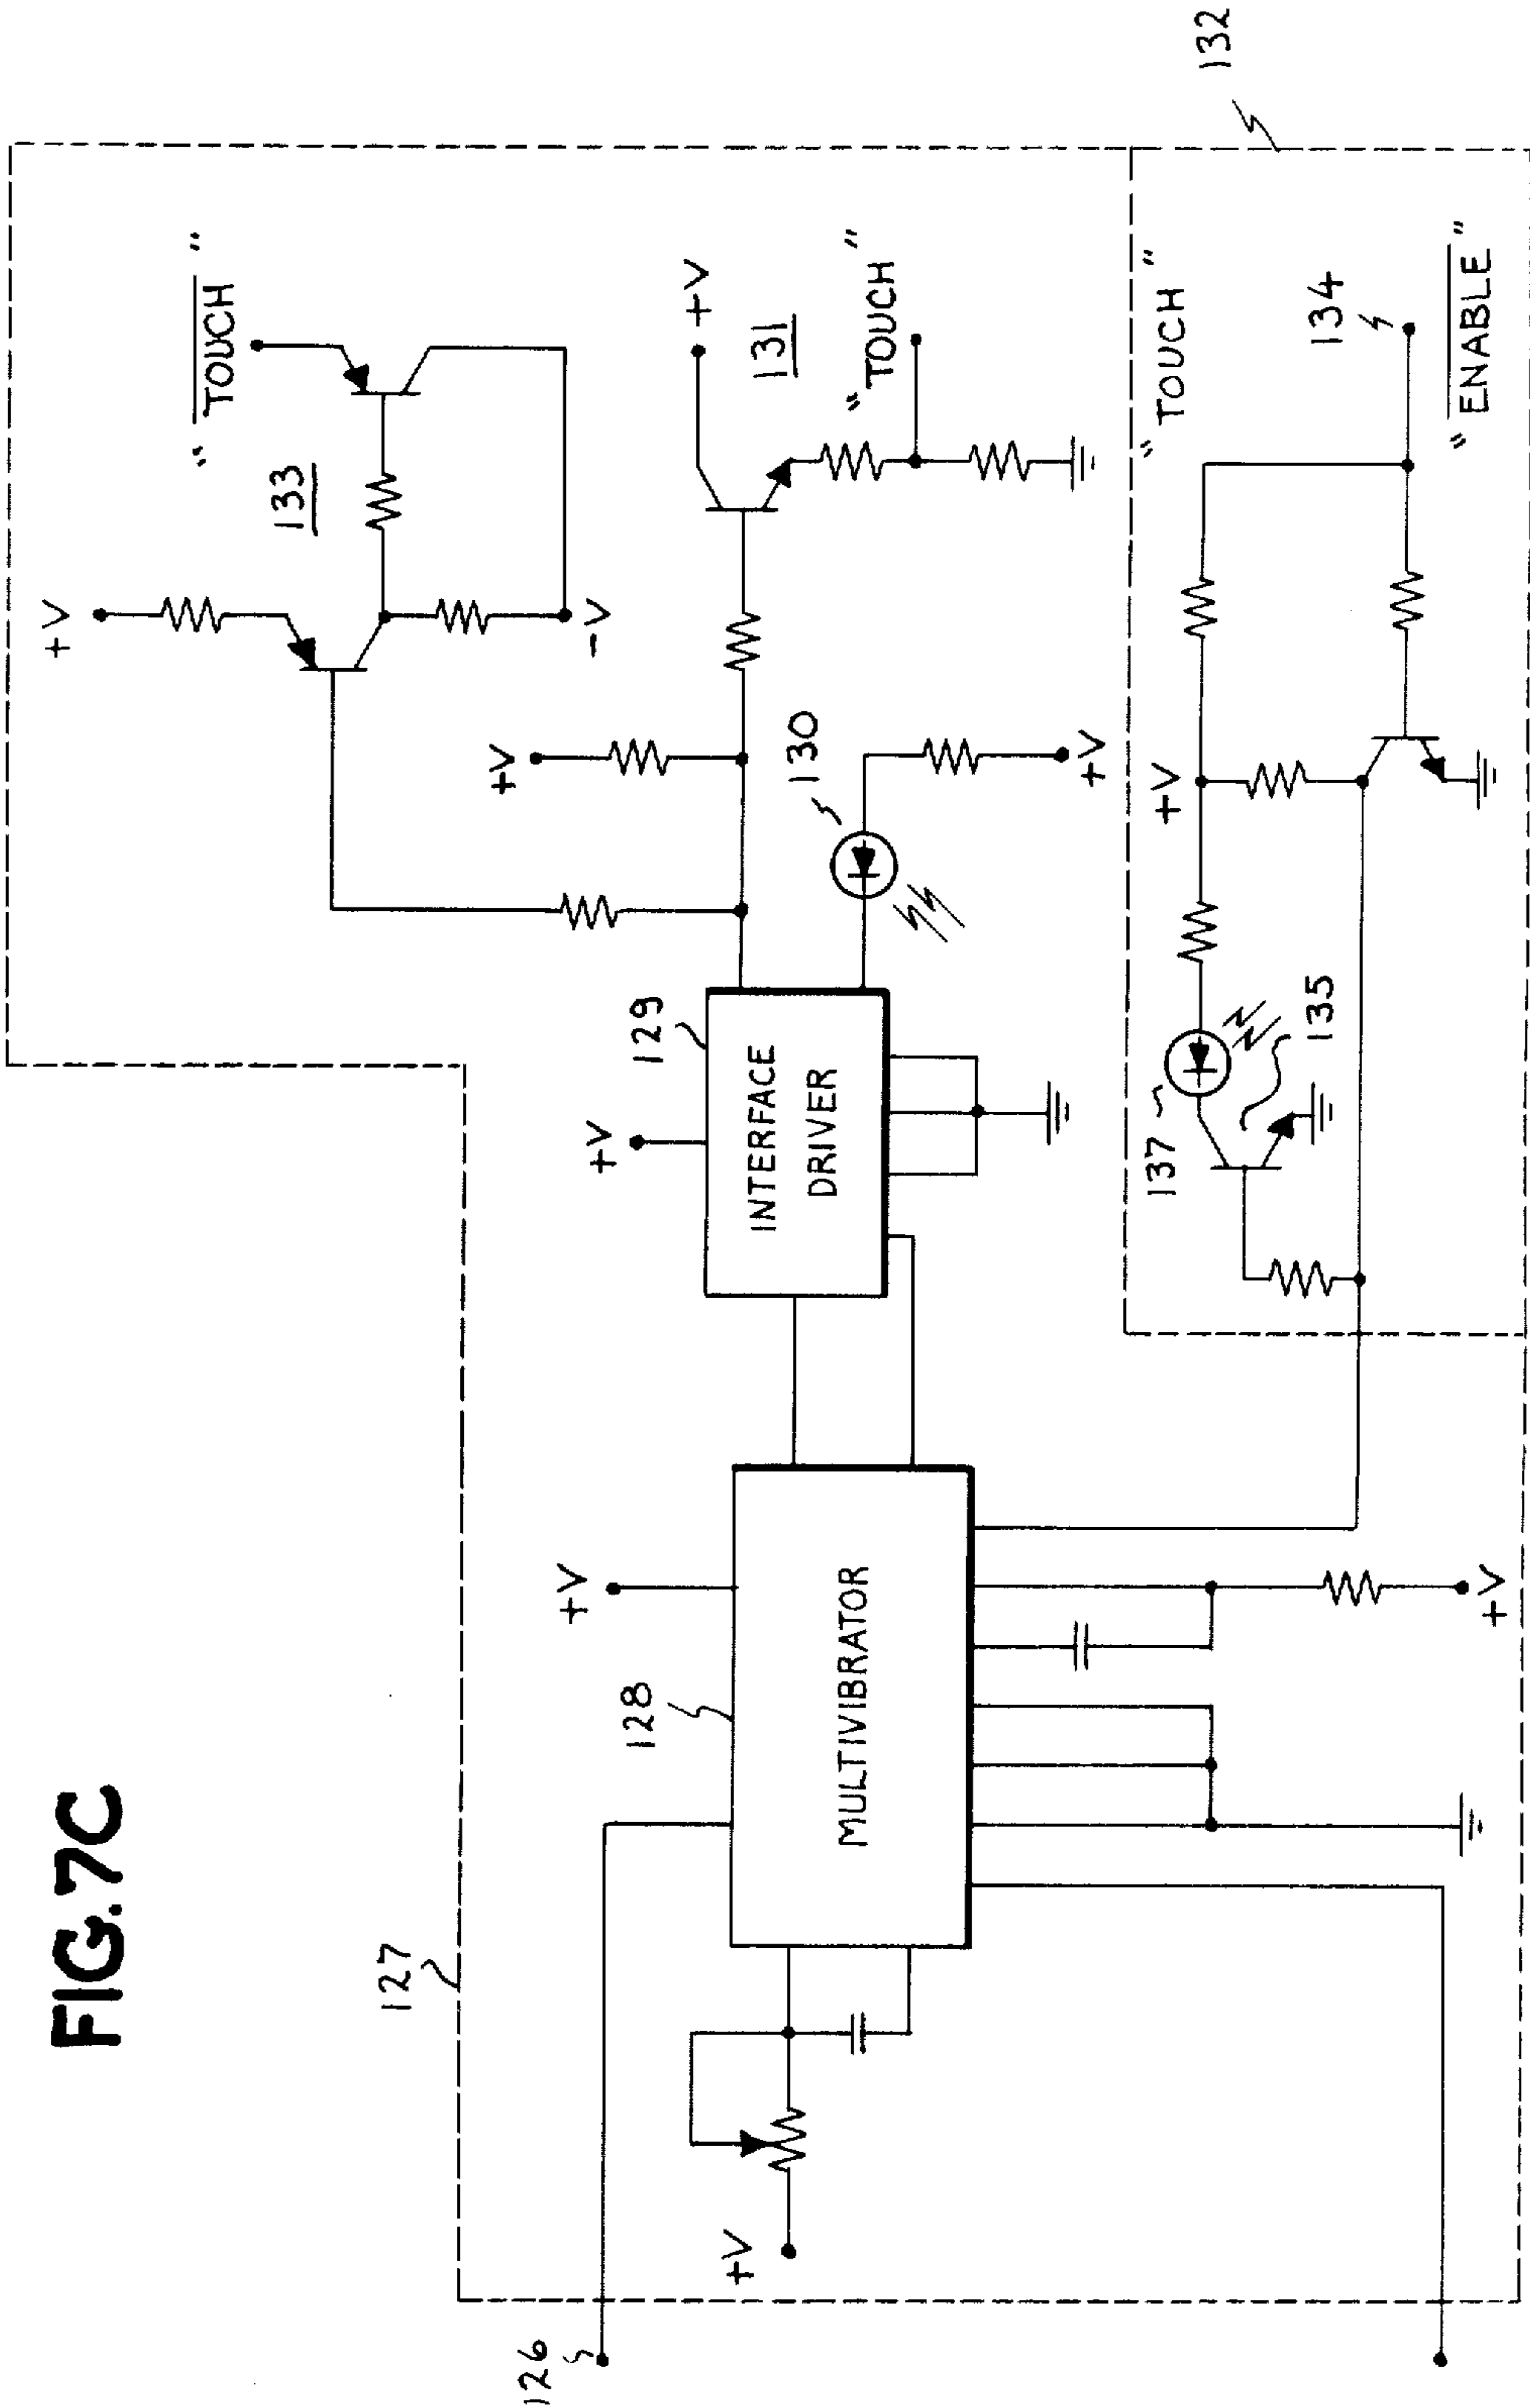 FIG.7C
126
127
+V
128
+V
MULTIVIBRATOR
+V
129
+V
INTERFACE
DRIVER
130
+V
+V
+V
133
-V
"TOUCH"
+V
131
"TOUCH"
132
"TOUCH"
137
135
+V
134
"ENABLE"